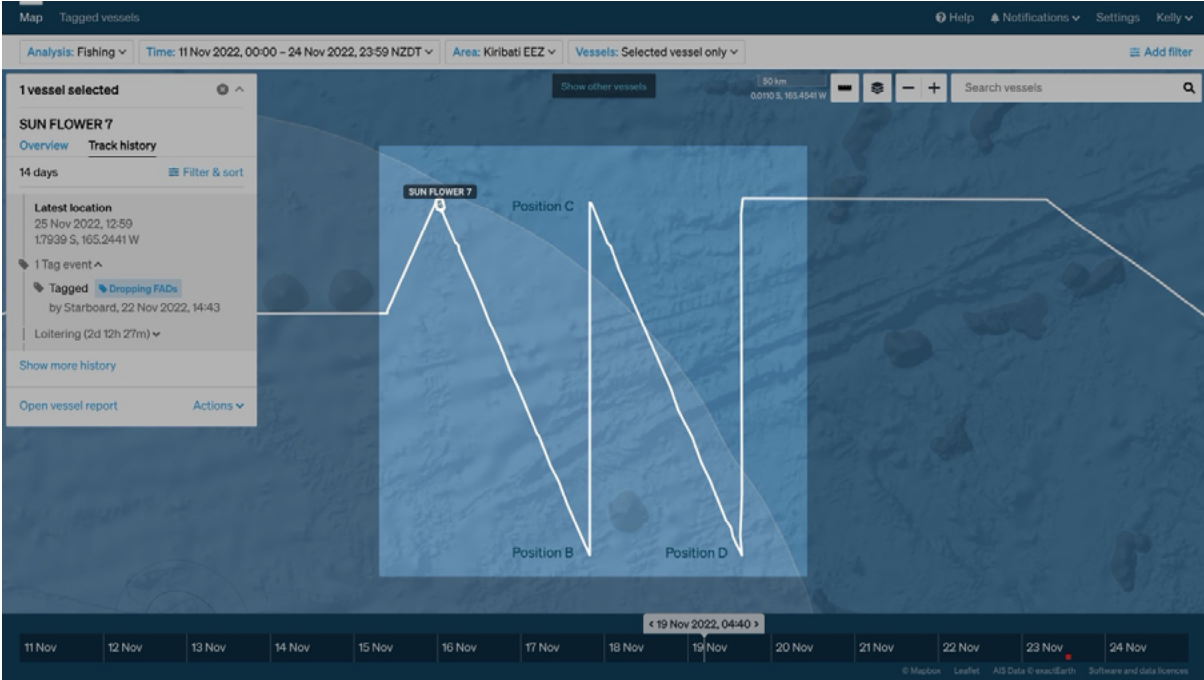 Map Tagged vessels Help Notifications Settings Kelly
Analysis: Fishing Time: 11 Nov 2022, 00:00 – 24 Nov 2022, 23:59 NZDT Area: Kiribati EEZ Vessels: Selected vessel only Add filter
1 vessel selected
SUN FLOWER 7
Overview Track history
14 days Filter & sort
Latest location
25 Nov 2022, 12:59
1.7939 S, 165.2441 W
1 Tag event
Tagged Dropping FADs
by Starboard, 22 Nov 2022, 14:43
Loitering (2d 12h 27m)
Show more history
Open vessel report Actions
Show other vessels
50 km
0.0110 S, 165.4541 W
Search vessels
SUN FLOWER 7
Position C
Position B
Position D
< 19 Nov 2022, 04:40 >
11 Nov 12 Nov 13 Nov 14 Nov 15 Nov 16 Nov 17 Nov 18 Nov 19 Nov 20 Nov 21 Nov 22 Nov 23 Nov 24 Nov
© Mapbox Leaflet AIS Data © exactEarth Software and data licences